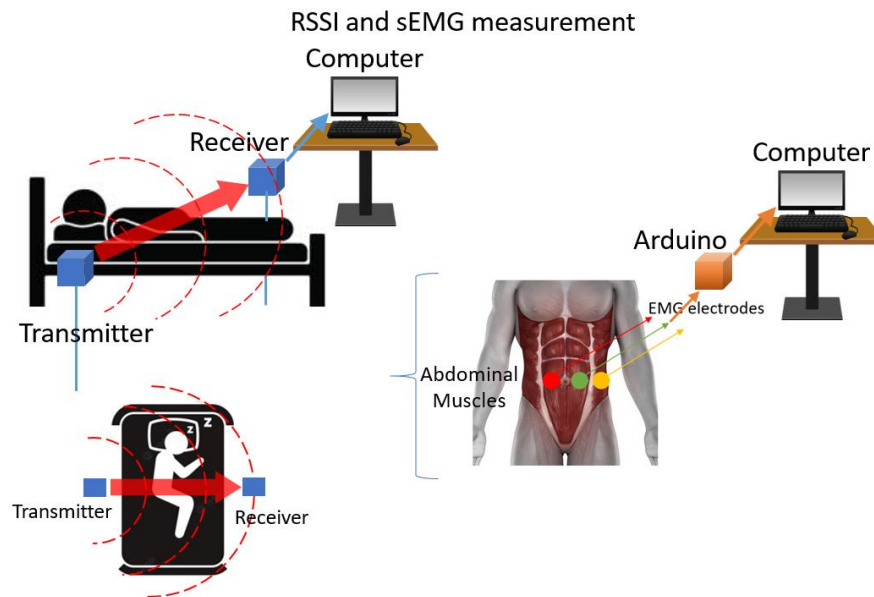 RSSI and sEMG measurement
Computer
Receiver
Transmitter
Computer
Arduino
EMG electrodes
Abdominal
Muscles
z
z
Transmitter
Receiver